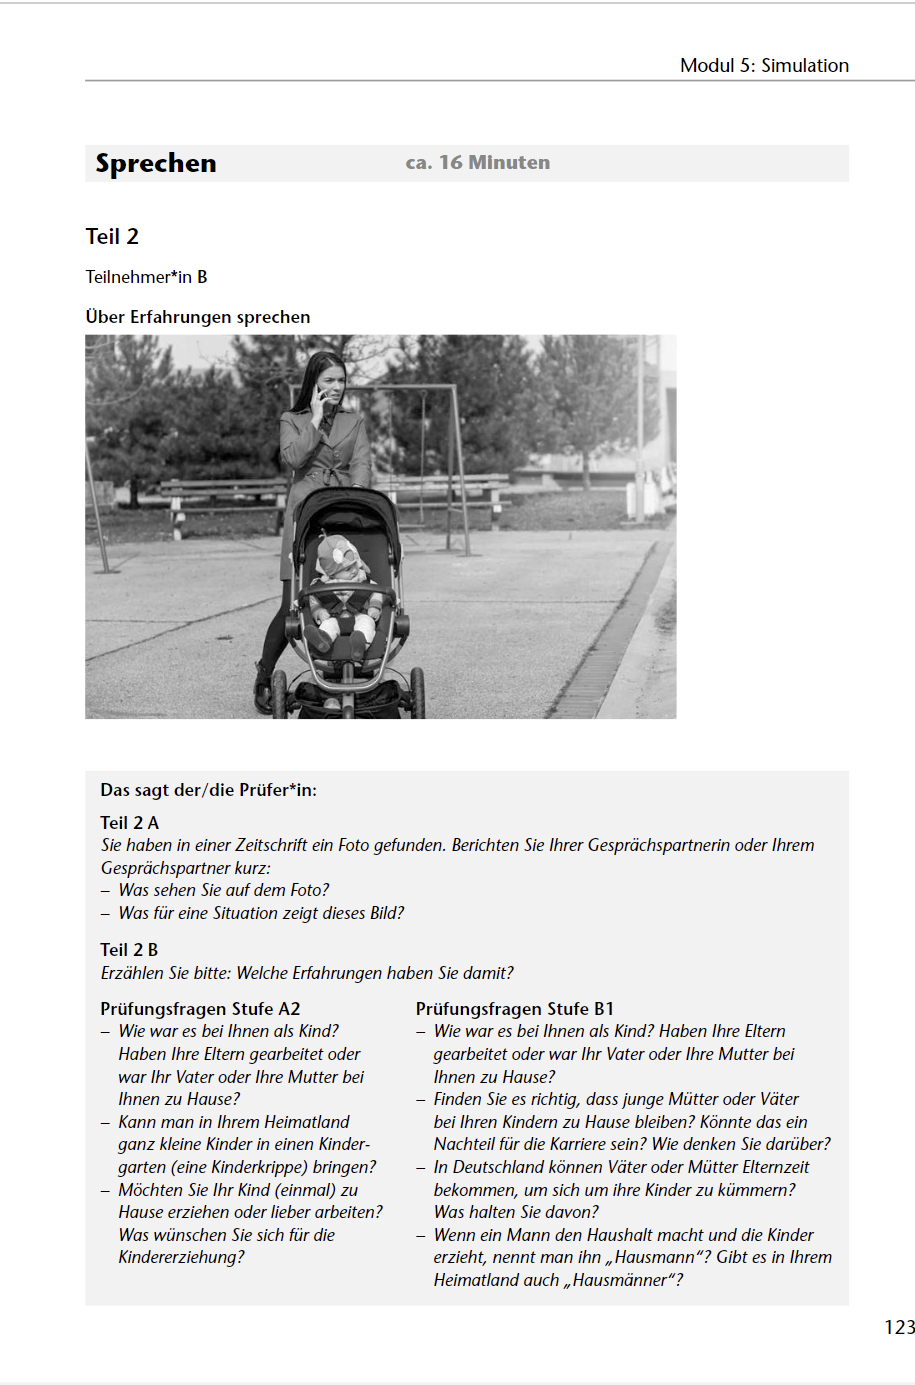 Modul 5: Simulation
Sprechen ca. 16 Minuten
Teil 2
Teilnehmer*in B
Über Erfahrungen sprechen
Das sagt der/die Prüfer*in:
Teil 2 A
Sie haben in einer Zeitschrift ein Foto gefunden. Berichten Sie Ihrer Gesprächspartnerin oder Ihrem
Gesprächspartner kurz:
– Was sehen Sie auf dem Foto?
– Was für eine Situation zeigt dieses Bild?
Teil 2 B
Erzählen Sie bitte: Welche Erfahrungen haben Sie damit?
Prüfungsfragen Stufe A2
– Wie war es bei Ihnen als Kind?
Haben Ihre Eltern gearbeitet oder
war Ihr Vater oder Ihre Mutter bei
Ihnen zu Hause?
– Kann man in Ihrem Heimatland
ganz kleine Kinder in einen Kinder-
garten (eine Kinderkrippe) bringen?
– Möchten Sie Ihr Kind (einmal) zu
Hause erziehen oder lieber arbeiten?
Was wünschen Sie sich für die
Kindererziehung?
Prüfungsfragen Stufe B1
– Wie war es bei Ihnen als Kind? Haben Ihre Eltern
gearbeitet oder war Ihr Vater oder Ihre Mutter bei
Ihnen zu Hause?
– Finden Sie es richtig, dass junge Mütter oder Väter
bei Ihren Kindern zu Hause bleiben? Könnte das ein
Nachteil für die Karriere sein? Wie denken Sie darüber?
– In Deutschland können Väter oder Mütter Elternzeit
bekommen, um sich um ihre Kinder zu kümmern?
Was halten Sie davon?
– Wenn ein Mann den Haushalt macht und die Kinder
erzieht, nennt man ihn „Hausmann“? Gibt es in Ihrem
Heimatland auch „Hausmänner“?
123